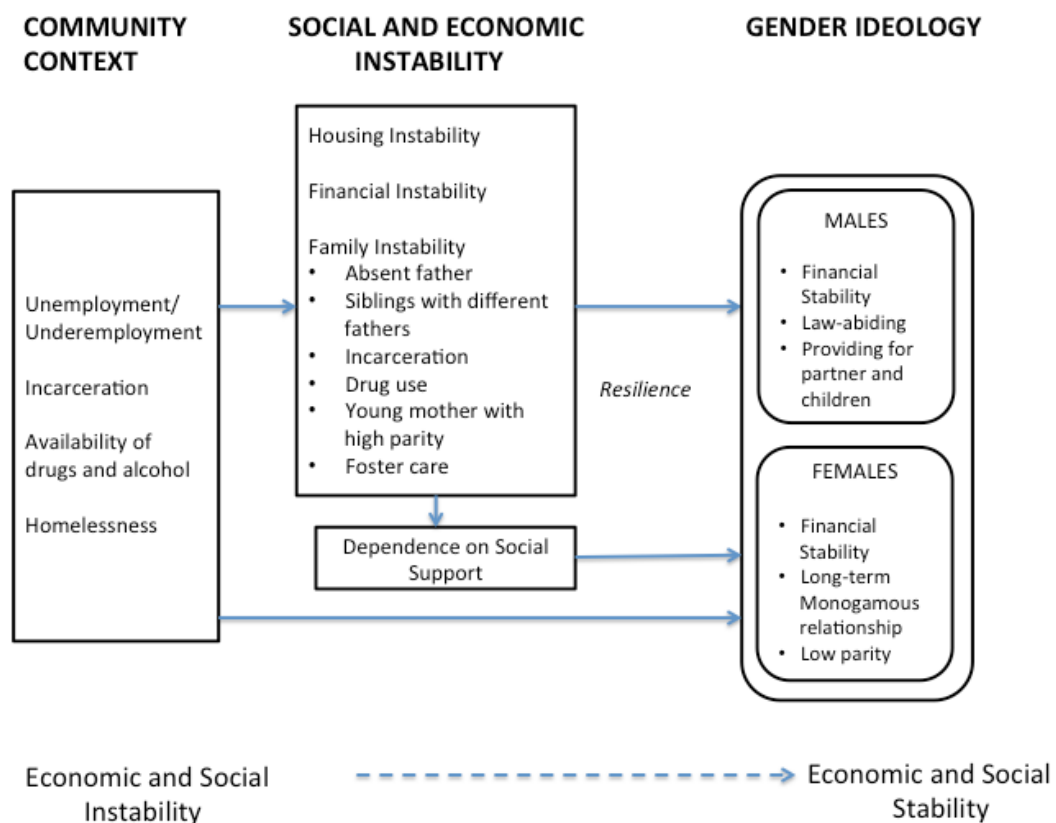 COMMUNITY
CONTEXT
SOCIAL AND ECONOMIC
INSTABILITY
GENDER IDEOLOGY
Unemployment/
Underemployment
Incarceration
Availability of
drugs and alcohol
Homelessness
Housing Instability
Financial Instability
Family Instability
• Absent father
• Siblings with different
fathers
• Incarceration
• Drug use
• Young mother with
high parity
• Foster care
Dependence on Social
Support
Resilience
MALES
• Financial
Stability
• Law-abiding
• Providing for
partner and
children
FEMALES
• Financial
Stability
• Long-term
Monogamous
relationship
• Low parity
Economic and Social
Instability
Economic and Social
Stability